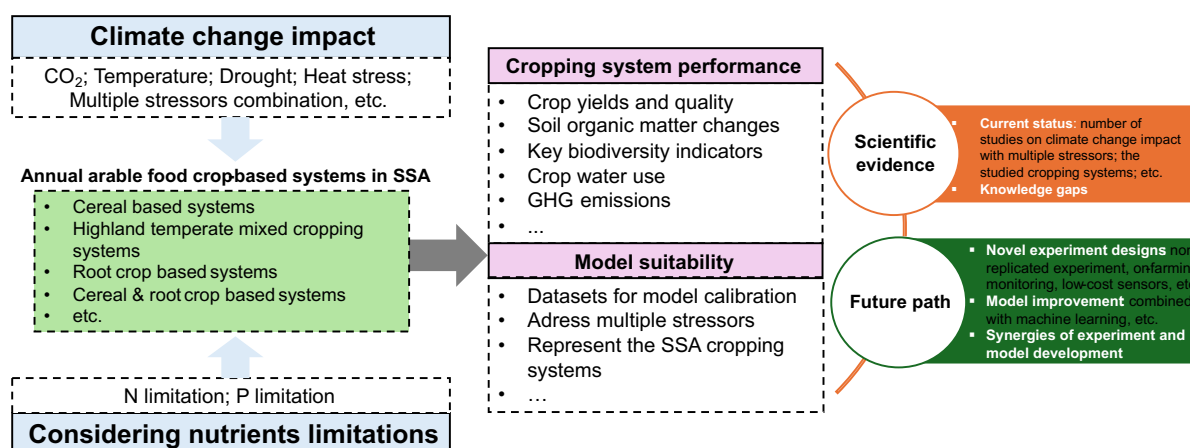 Climate change impact
CO₂; Temperature; Drought; Heat stress;
Multiple stressors combination, etc.
Annual arable food crop-based systems in SSA
• Cereal based systems
• Highland temperate mixed cropping
systems
• Root crop based systems
• Cereal & root crop based systems
• etc.
N limitation; P limitation
Considering nutrients limitations
Cropping system performance
• Crop yields and quality
• Soil organic matter changes
• Key biodiversity indicators
• Crop water use
• GHG emissions
• ...
Model suitability
• Datasets for model calibration
• Adress multiple stressors
• Represent the SSA cropping
systems
• ...
Scientific
evidence
▪ Current status: number of
studies on climate change impact
with multiple stressors; the
studied cropping systems; etc.
▪ Knowledge gaps
Future path
▪ Novel experiment designs
replicated experiment, on-farming
monitoring, low-cost sensors,
▪ Model improvement combined
with machine learning, etc.
▪ Synergies of experiment and
model development